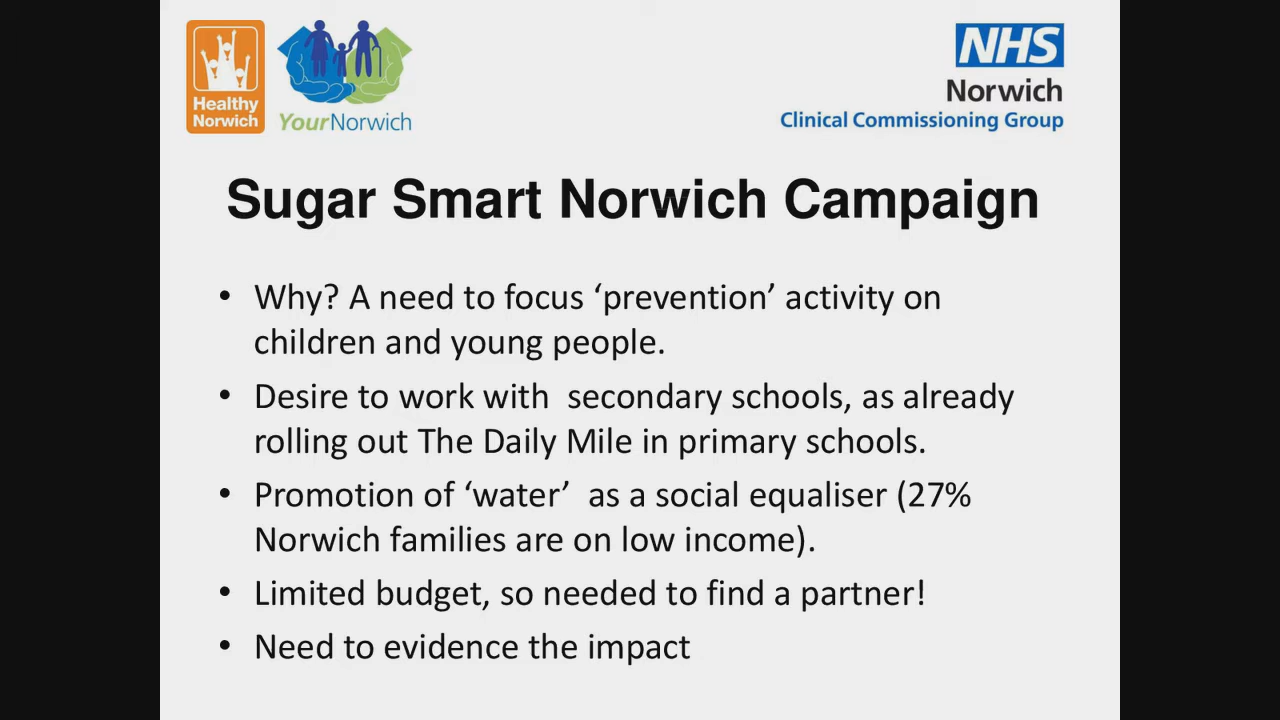 Healthy
Norwich
YourNorwich
NHS
Norwich
Clinical Commissioning Group
Sugar Smart Norwich Campaign
• Why? A need to focus ‘prevention’ activity on
children and young people.
• Desire to work with  secondary schools, as already
rolling out The Daily Mile in primary schools.
• Promotion of ‘water’  as a social equaliser (27%
Norwich families are on low income).
• Limited budget, so needed to find a partner!
• Need to evidence the impact